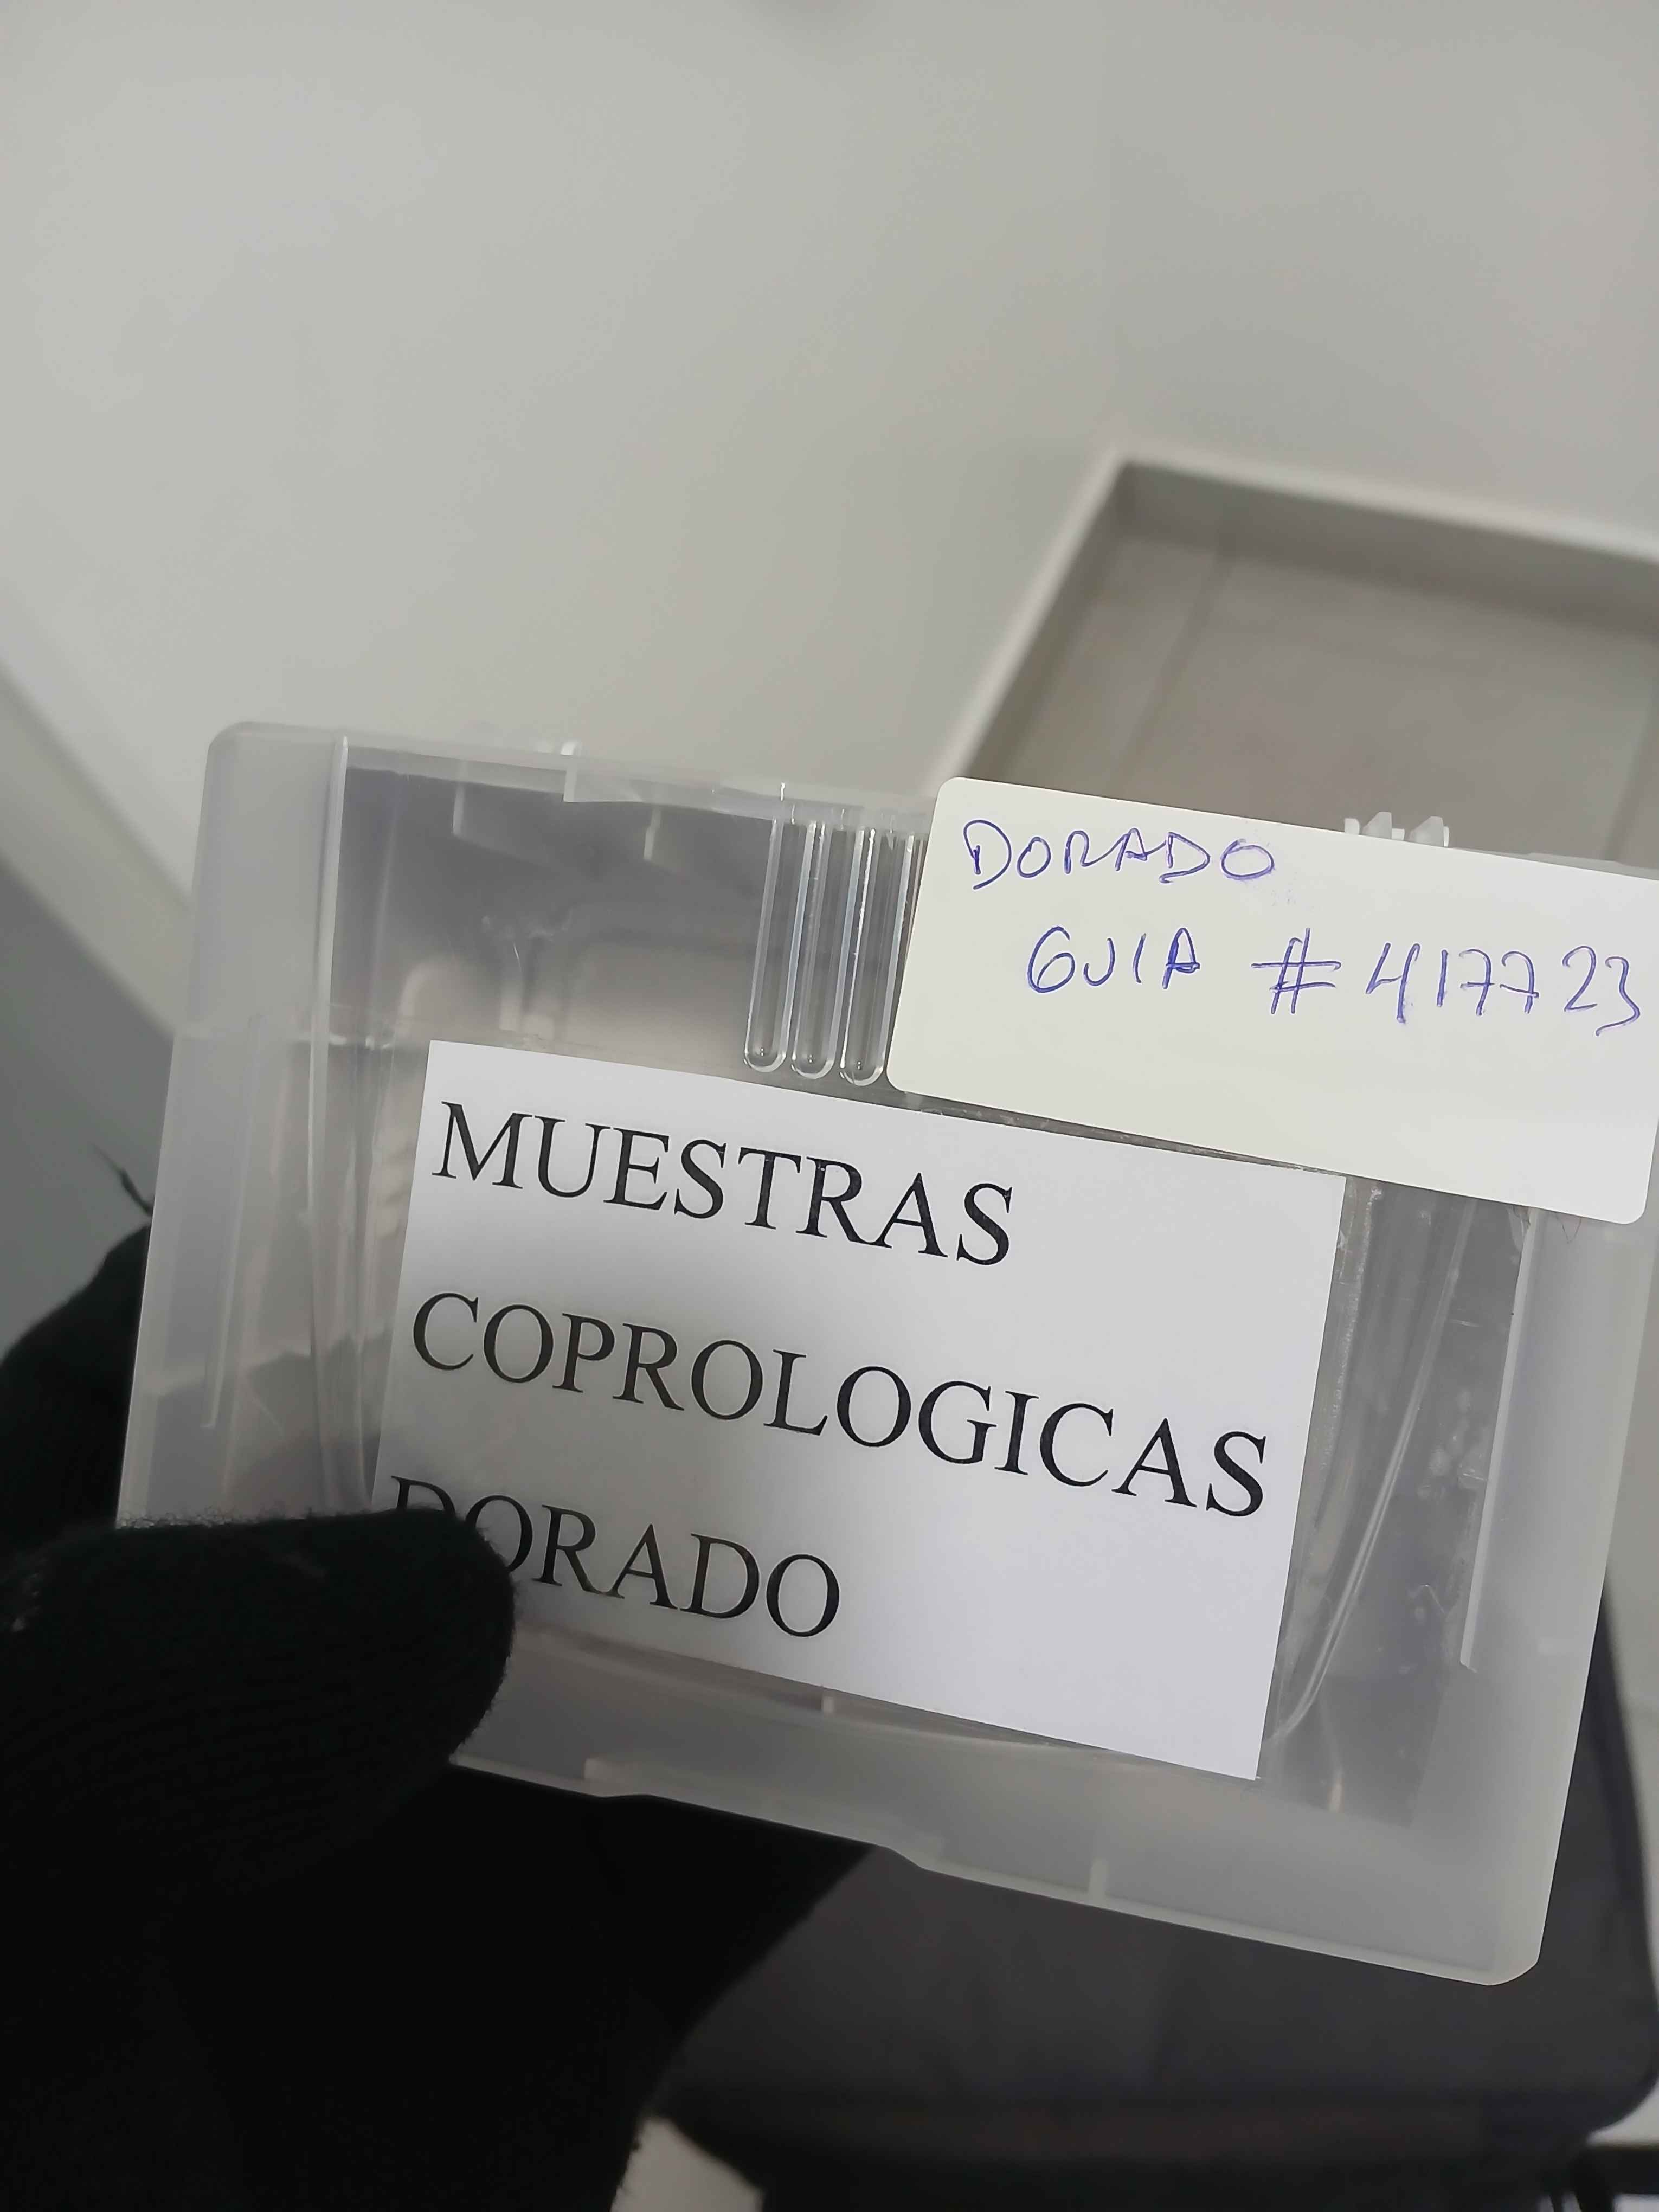 DORADO
GUIA # 417723
MUESTRAS
COPROLOGICAS
DORADO